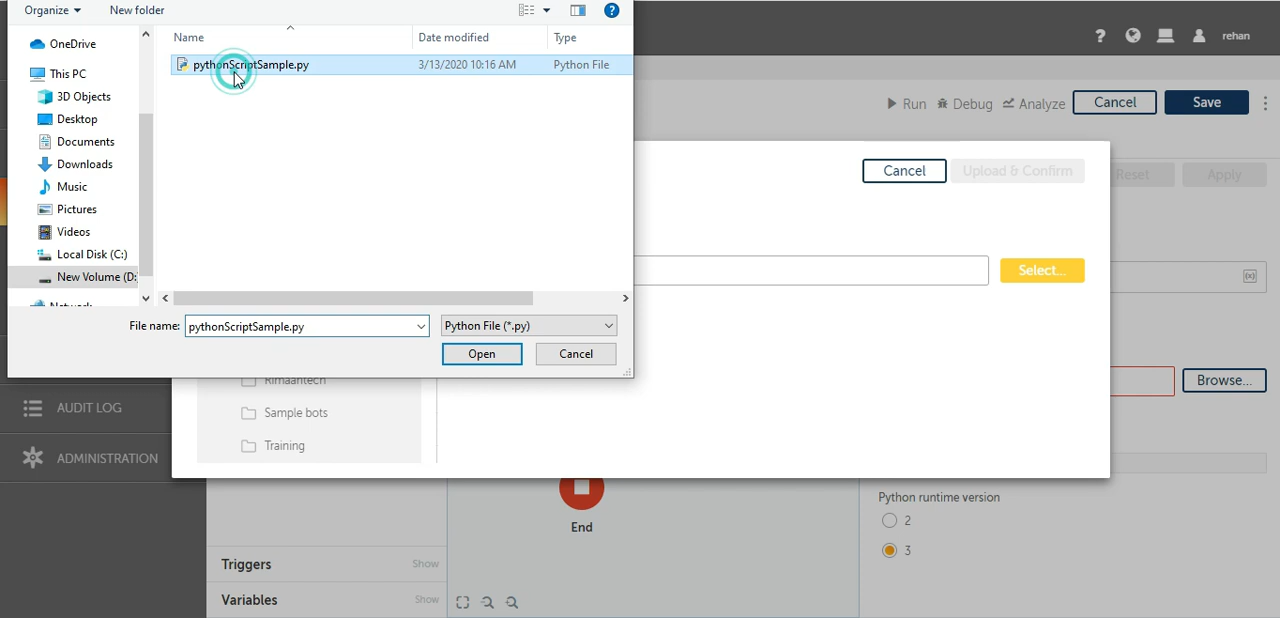 Organize New folder
Name Date modified Type
pythonScriptSample.py 3/13/2020 10:16 AM Python File
OneDrive
This PC
3D Objects
Desktop
Documents
Downloads
Music
Pictures
Videos
Local Disk (C:)
New Volume (D:
Network
File name: pythonScriptSample.py Python File (*.py)
Open Cancel
rehan
Run Debug Analyze Cancel Save
Cancel Upload & Confirm
Reset Apply
Select...
Browse...
Rimaantech
Sample bots
Training
AUDIT LOG
ADMINISTRATION
End
Triggers Show
Variables Show
Python runtime version
2
3